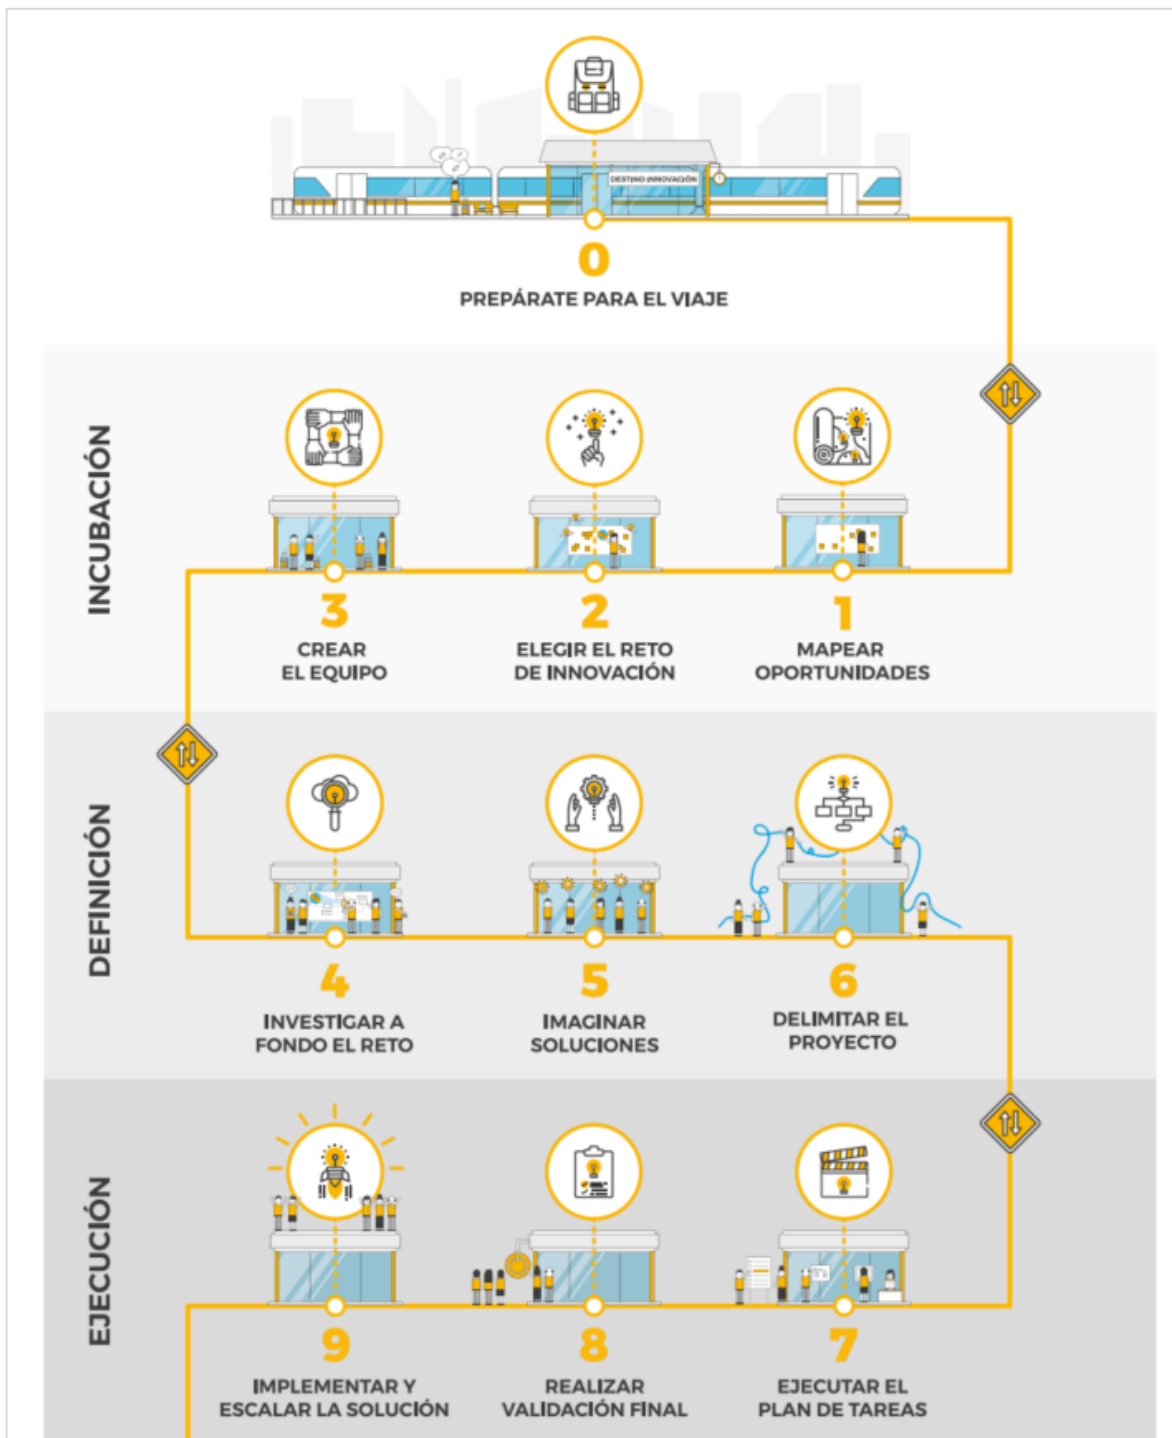 DESTINO INNOVACIÓN
0
PREPÁRATE PARA EL VIAJE
INCUBACIÓN
3
CREAR
EL EQUIPO
2
ELEGIR EL RETO
DE INNOVACIÓN
1
MAPEAR
OPORTUNIDADES
DEFINICIÓN
4
INVESTIGAR A
FONDO EL RETO
5
IMAGINAR
SOLUCIONES
6
DELIMITAR EL
PROYECTO
EJECUCIÓN
9
IMPLEMENTAR Y
ESCALAR LA SOLUCIÓN
8
REALIZAR
VALIDACIÓN FINAL
7
EJECUTAR EL
PLAN DE TAREAS